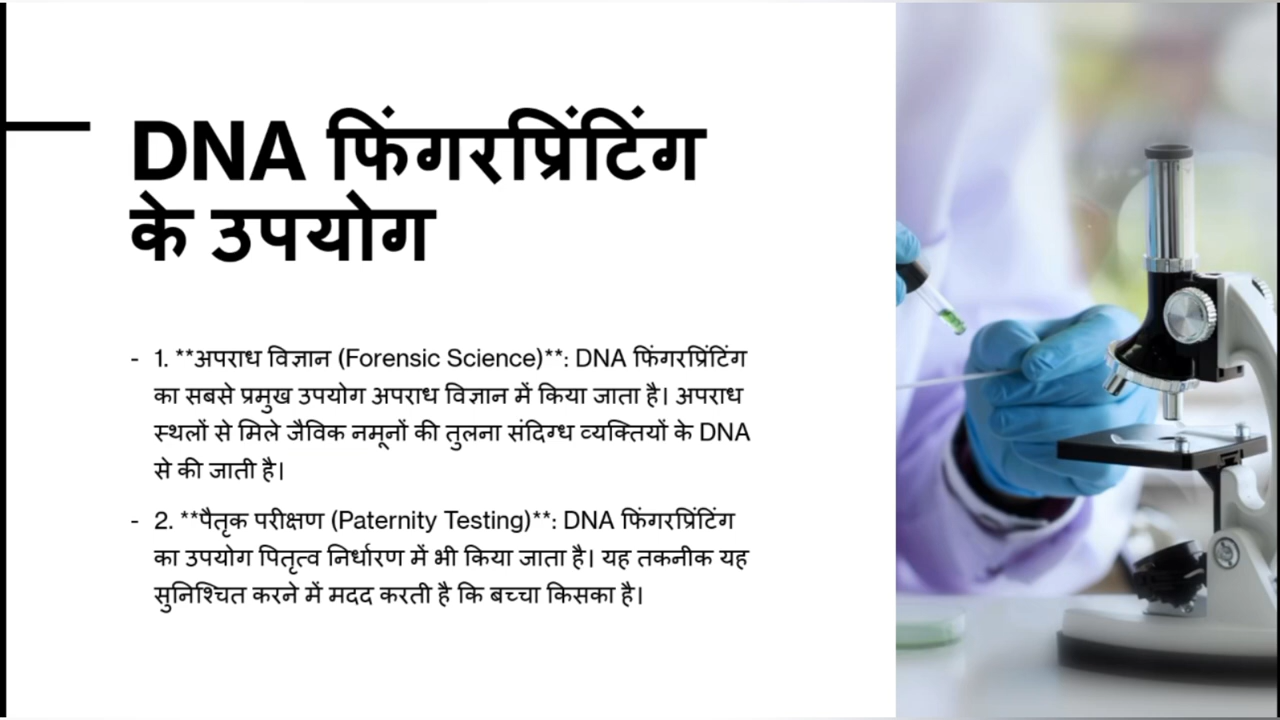 DNA फिंगरप्रिंटिंग
के उपयोग
- 1. **अपराध विज्ञान (Forensic Science)**: DNA फिंगरप्रिंटिंग
का सबसे प्रमुख उपयोग अपराध विज्ञान में किया जाता है। अपराध
स्थलों से मिले जैविक नमूनों की तुलना संदिग्ध व्यक्तियों के DNA
से की जाती है।
- 2. **पैतृक परीक्षण (Paternity Testing)**: DNA फिंगरप्रिंटिंग
का उपयोग पितृत्व निर्धारण में भी किया जाता है। यह तकनीक यह
सुनिश्चित करने में मदद करती है कि बच्चा किसका है।